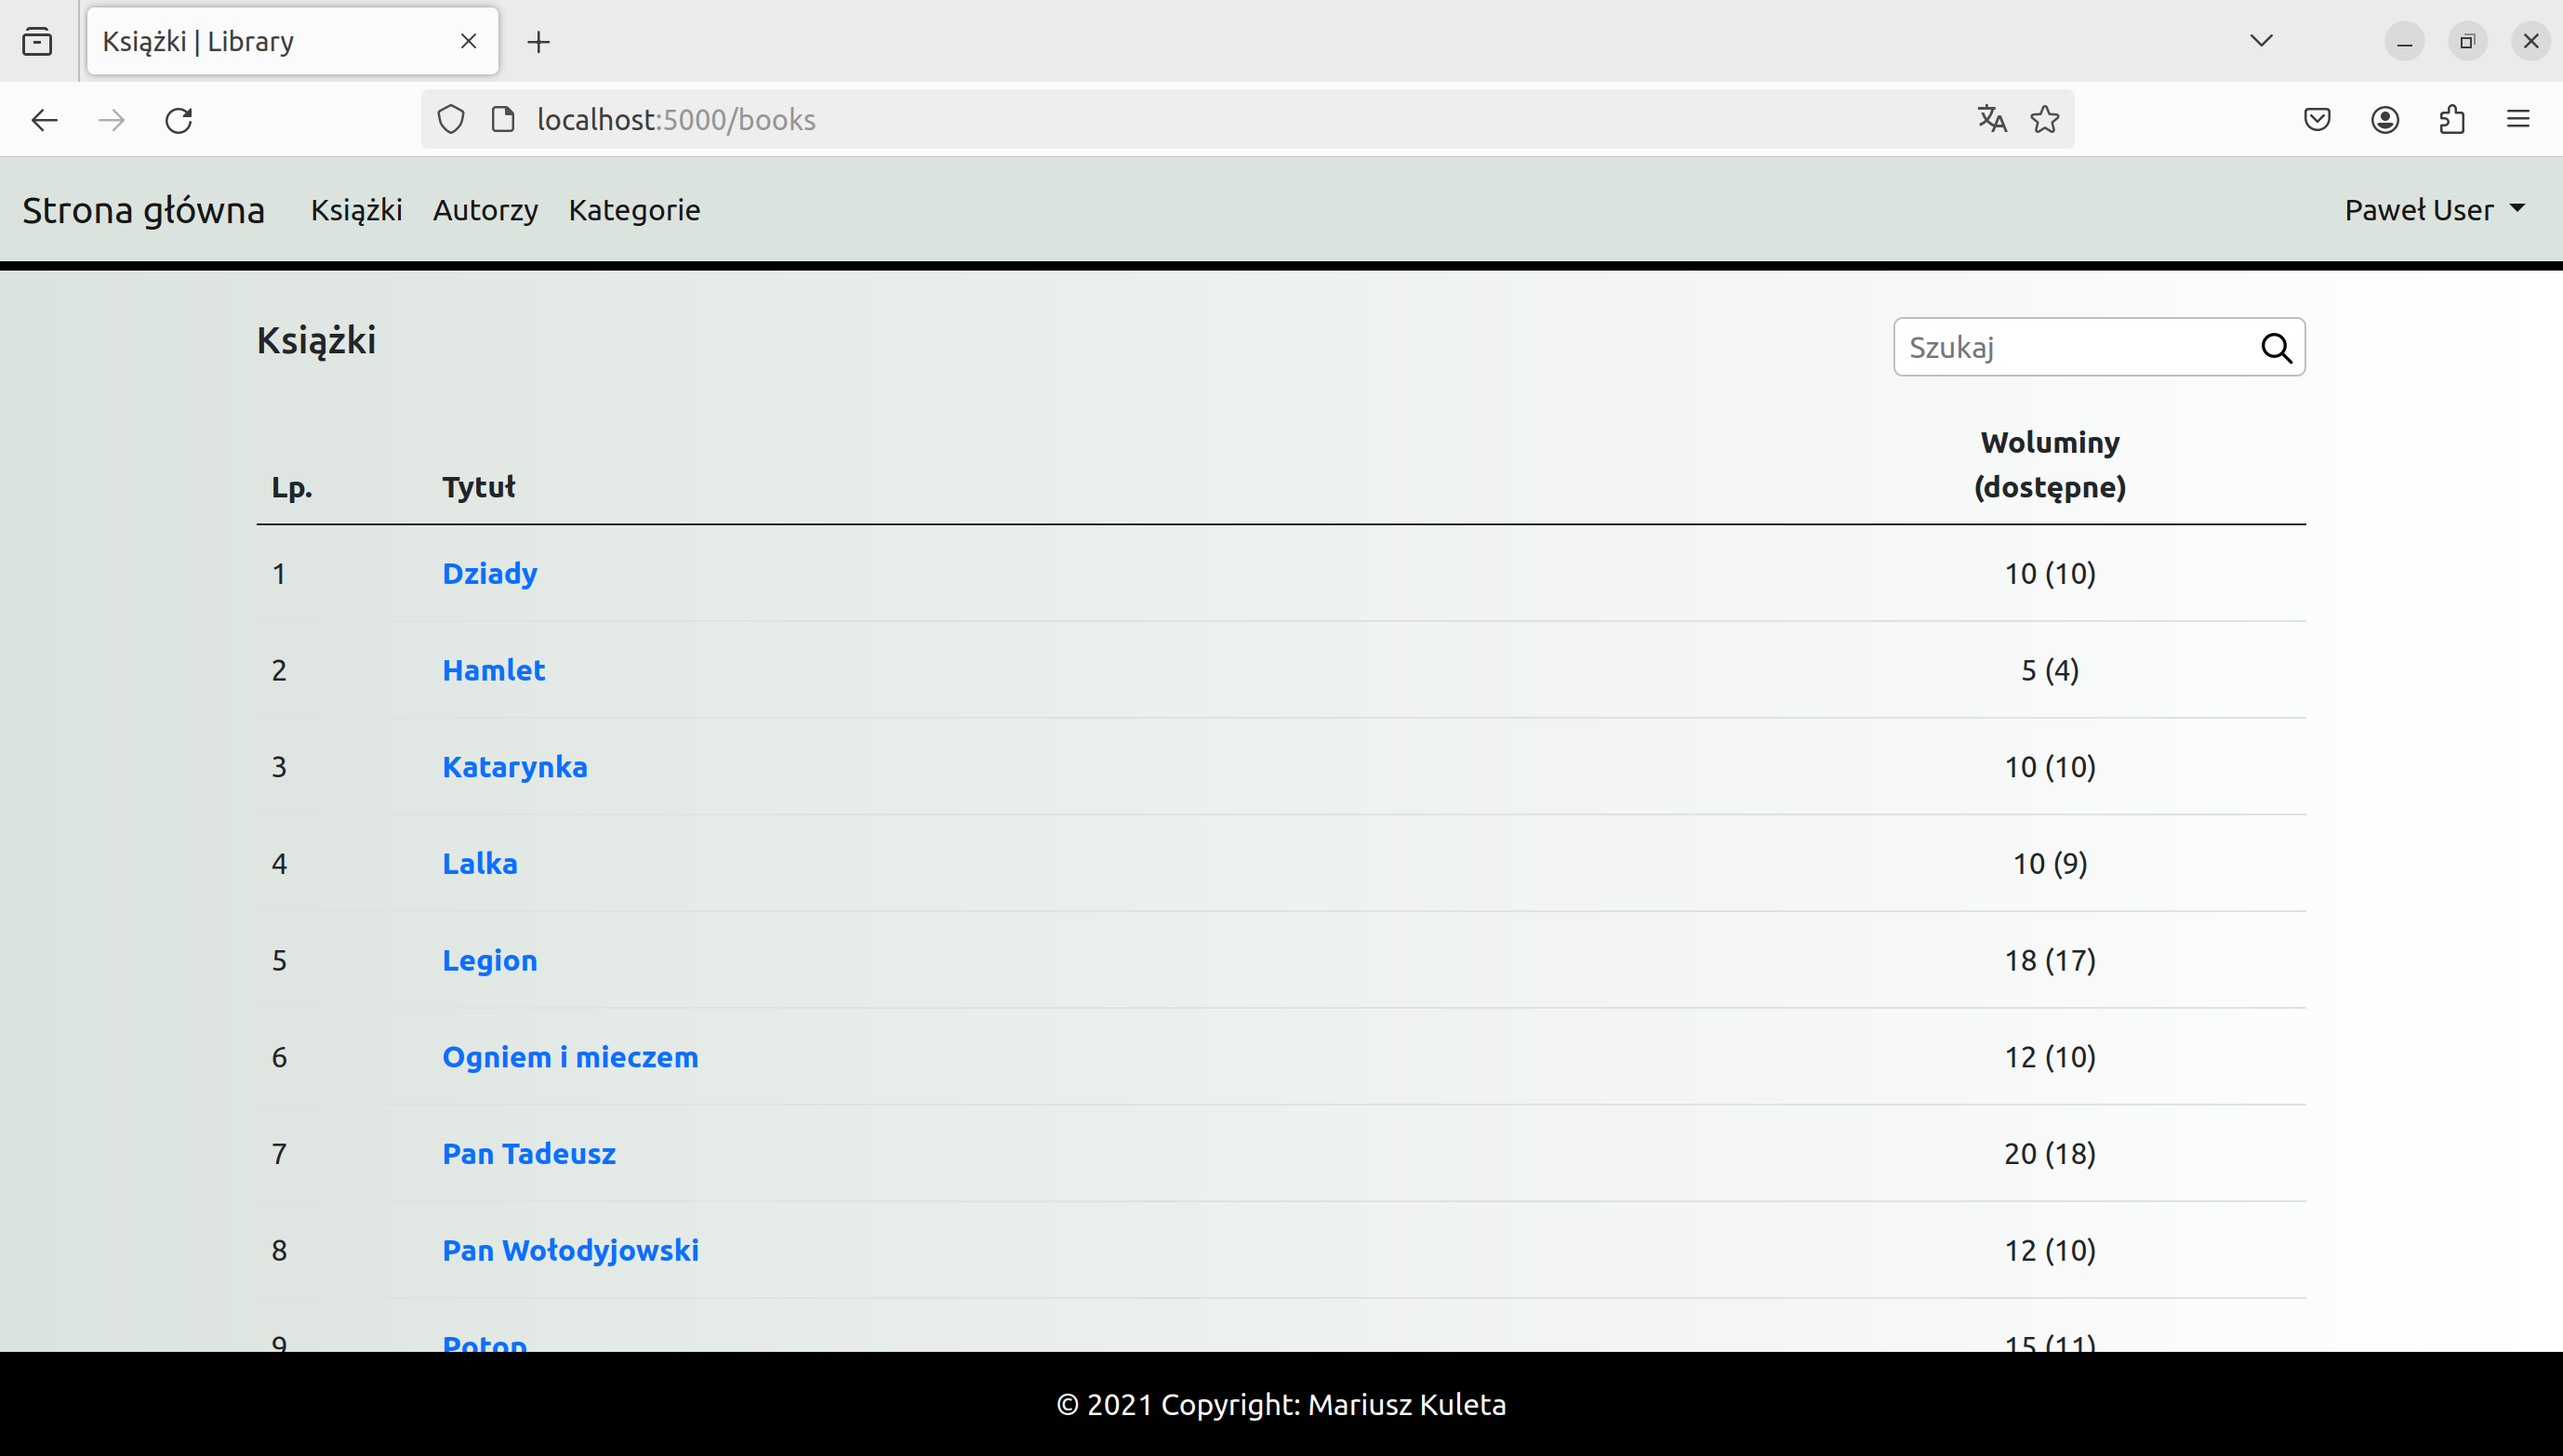 Książki | Library
localhost:5000/books
Strona główna Książki Autorzy Kategorie Paweł User
Książki
Szukaj
Lp. Tytuł Woluminy (dostępne)
1 Dziady 10 (10)
2 Hamlet 5 (4)
3 Katarynka 10 (10)
4 Lalka 10 (9)
5 Legion 18 (17)
6 Ogniem i mieczem 12 (10)
7 Pan Tadeusz 20 (18)
8 Pan Wołodyjowski 12 (10)
9 Potop 15 (11)
© 2021 Copyright: Mariusz Kuleta